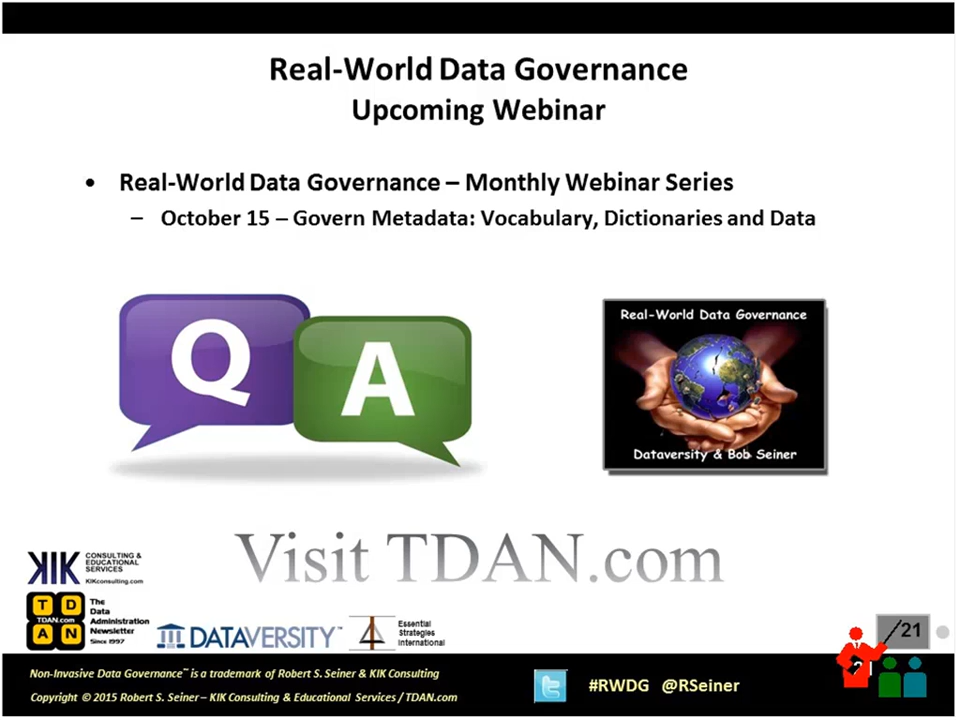 Real-World Data Governance
Upcoming Webinar
• Real-World Data Governance – Monthly Webinar Series
– October 15 – Govern Metadata: Vocabulary, Dictionaries and Data
Q
A
Real-World Data Governance
Dataversity & Bob Seiner
Visit TDAN.com
KIK
CONSULTING &
EDUCATIONAL
SERVICES
KIKconsulting.com
T D
TDAN.com
A N
The
Data
Administration
Newsletter
Since 1997
DATAVERSITY™
4
Essential
Strategies
International
/21
Non-Invasive Data Governance™ is a trademark of Robert S. Seiner & KIK Consulting
Copyright © 2015 Robert S. Seiner – KIK Consulting & Educational Services / TDAN.com
#RWDG @RSeiner